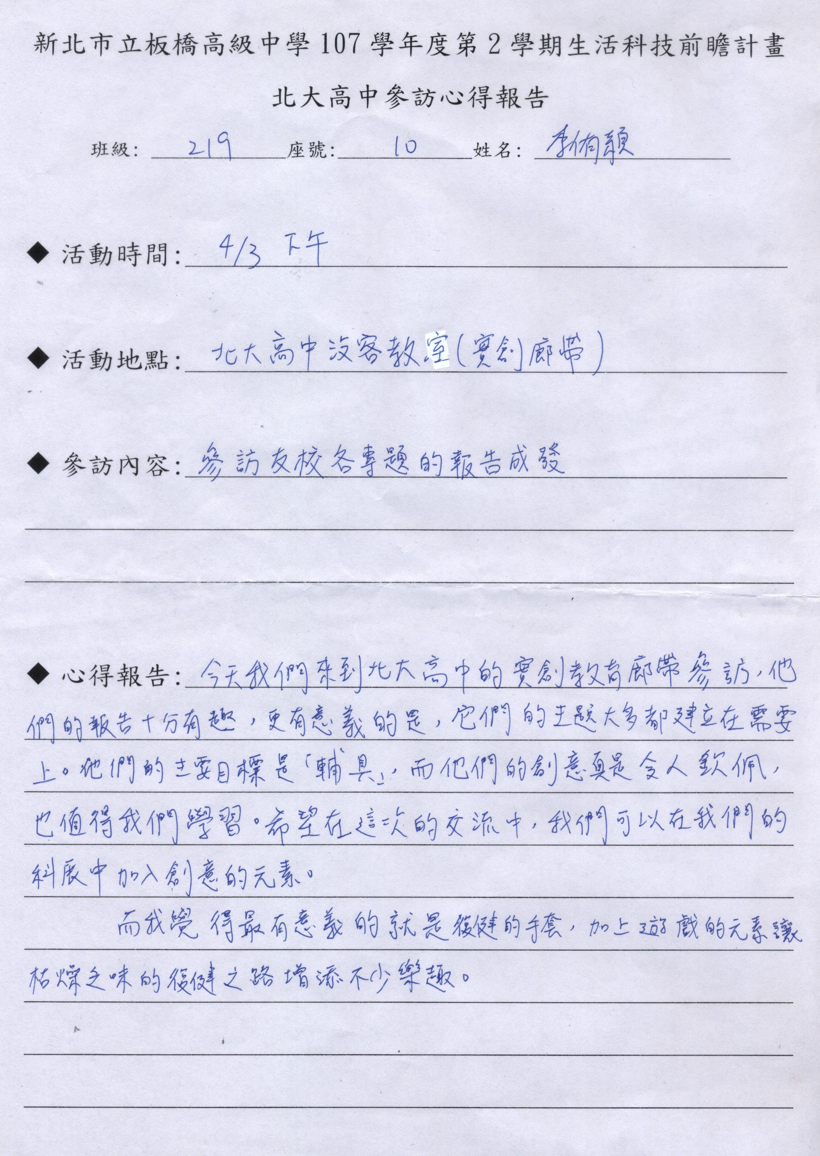 新北市立板橋高級中學 107 學年度第 2 學期生活科技前瞻計畫
北大高中參訪心得報告
班級: 219 座號: 10 姓名: 李侑穎
◆ 活動時間: 4/3 下午
◆ 活動地點: 北大高中沒客教室(實創廊帶)
◆ 參訪內容: 參訪友校各專題的報告成發
◆ 心得報告: 今天我們來到北大高中的實創教育廊帶參訪,他
們的報告十分有趣,更有意義的是,它們的主題大多都建立在需要
上。他們的主要目標是「輔具」,而他們的創意真是令人欽佩,
也值得我們學習。希望在這次的交流中,我們可以在我們的
科展中加入創意的元素。
而我覺得最有意義的就是復健的手套,加上遊戲的元素讓
枯燥乏味的復健之路增添不少樂趣。